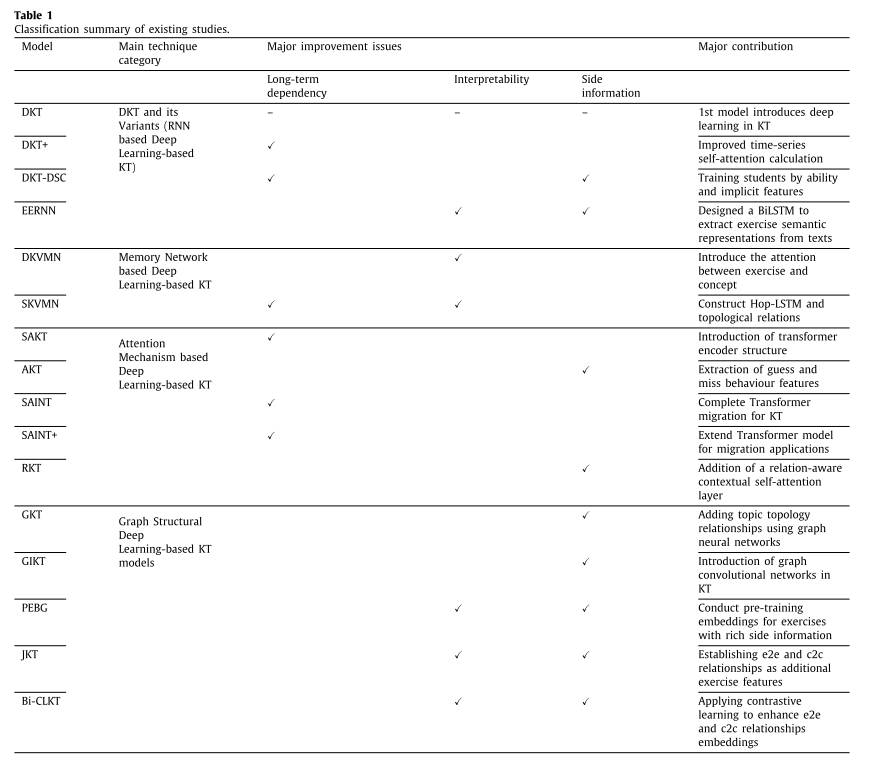 Table 1
Classification summary of existing studies.
Model Main technique category Major improvement issues Major contribution
Long-term dependency Interpretability Side information
DKT DKT and its Variants (RNN based Deep Learning-based KT) – – – 1st model introduces deep learning in KT
DKT+ ✓ Improved time-series self-attention calculation
DKT-DSC ✓ ✓ Training students by ability and implicit features
EERNN ✓ ✓ Designed a BiLSTM to extract exercise semantic representations from texts
DKVMN Memory Network based Deep Learning-based KT ✓ Introduce the attention between exercise and concept
SKVMN ✓ ✓ Construct Hop-LSTM and topological relations
SAKT Attention Mechanism based Deep Learning-based KT ✓ Introduction of transformer encoder structure
AKT ✓ Extraction of guess and miss behaviour features
SAINT ✓ Complete Transformer migration for KT
SAINT+ ✓ Extend Transformer model for migration applications
RKT ✓ Addition of a relation-aware contextual self-attention layer
GKT Graph Structural Deep Learning-based KT models ✓ Adding topic topology relationships using graph neural networks
GIKT ✓ Introduction of graph convolutional networks in KT
PEBG ✓ ✓ Conduct pre-training embeddings for exercises with rich side information
JKT ✓ ✓ Establishing e2e and c2c relationships as additional exercise features
Bi-CLKT ✓ ✓ Applying contrastive learning to enhance e2e and c2c relationships embeddings